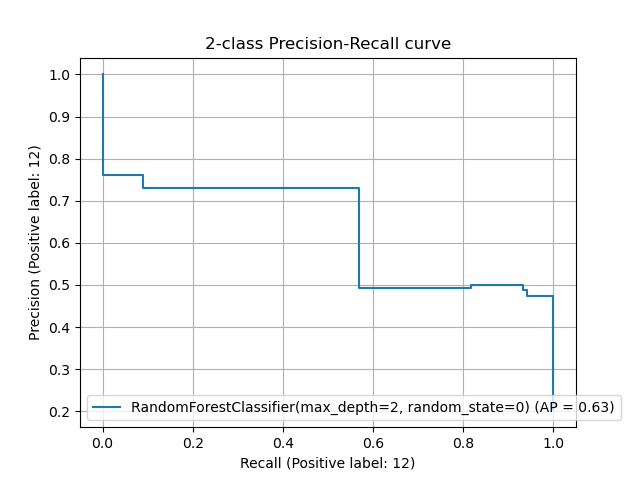 2-class Precision-Recall curve
Precision (Positive label: 12)
1.0
0.9
0.8
0.7
0.6
0.5
0.4
0.3
0.2
RandomForestClassifier(max_depth=2, random_state=0) (AP = 0.63)
0.0 0.2 0.4 0.6 0.8 1.0
Recall (Positive label: 12)